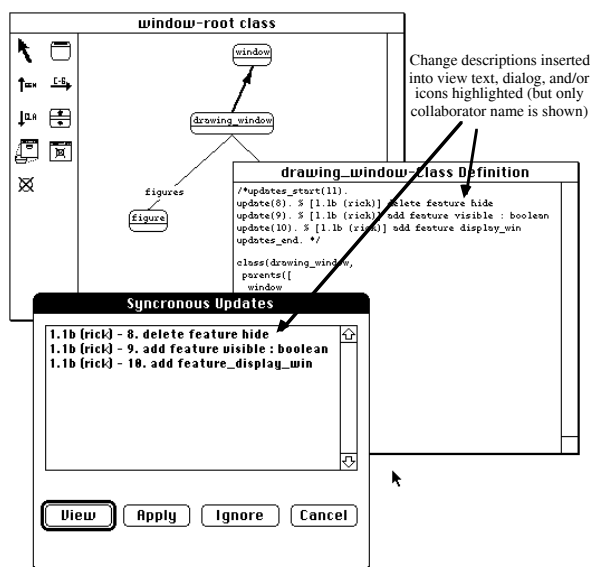 window-root class
window
drawing_window
figures
figure
GEN
C-S
CLA
Change descriptions inserted
into view text, dialog, and/or
icons highlighted (but only
collaborator name is shown)
drawing_window-Class Definition
/*updates_start(11).
update(8). % [1.1b (rick)] delete feature hide
update(9). % [1.1b (rick)] add feature visible : boolean
update(10). % [1.1b (rick)] add feature display_win
updates_end. */
class(drawing_window,
parents([
window
Syncronous Updates
1.1b (rick) - 8. delete feature hide
1.1b (rick) - 9. add feature visible : boolean
1.1b (rick) - 10. add feature_display_win
View
Apply
Ignore
Cancel